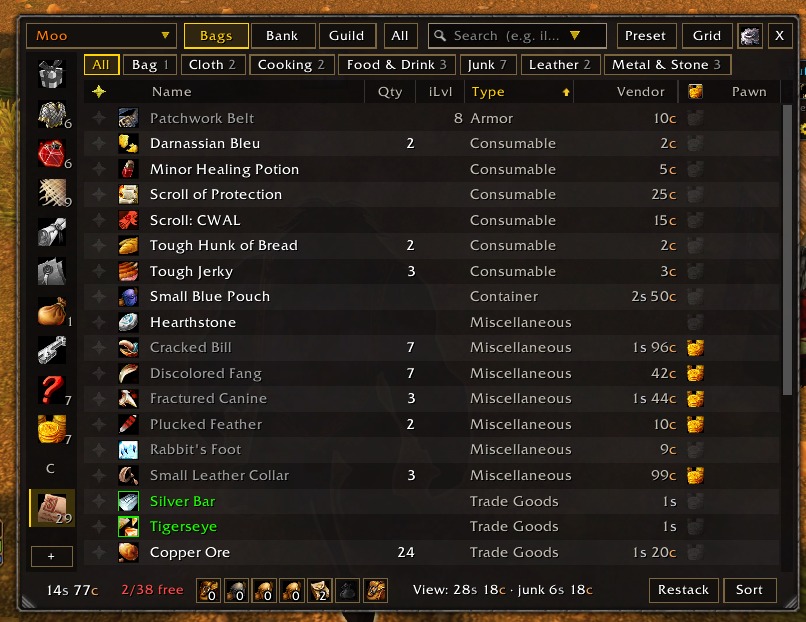 Moo Bags Bank Guild All Search (e.g. il... Preset Grid X
All Bag 1 Cloth 2 Cooking 2 Food & Drink 3 Junk 7 Leather 2 Metal & Stone 3
Name Qty iLvl Type Vendor Pawn
Patchwork Belt 8 Armor 10c
6
Darnassian Bleu 2 Consumable 2c
Minor Healing Potion Consumable 5c
6
Scroll of Protection Consumable 25c
9
Scroll: CWAL Consumable 15c
Tough Hunk of Bread 2 Consumable 2c
Tough Jerky 3 Consumable 3c
Small Blue Pouch Container 2s 50c
Hearthstone Miscellaneous
1
Cracked Bill 7 Miscellaneous 1s 96c
Discolored Fang 7 Miscellaneous 42c
Fractured Canine 3 Miscellaneous 1s 44c
7
Plucked Feather 2 Miscellaneous 10c
7
Rabbit's Foot Miscellaneous 9c
C
Small Leather Collar 3 Miscellaneous 99c
Silver Bar Trade Goods 1s
29
Tigerseye Trade Goods 1s
Copper Ore 24 Trade Goods 1s 20c
+
14s 77c 2/38 free 0 0 0 0 2 View: 28s 18c · junk 6s 18c Restack Sort